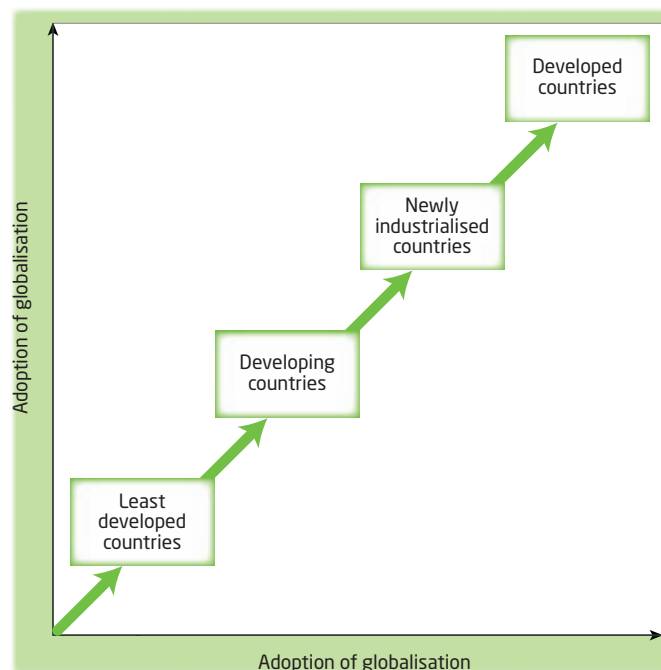 Developed
countries
Newly
industrialised
countries
Adoption of globalisation
Developing
countries
Least
developed
countries
Adoption of globalisation